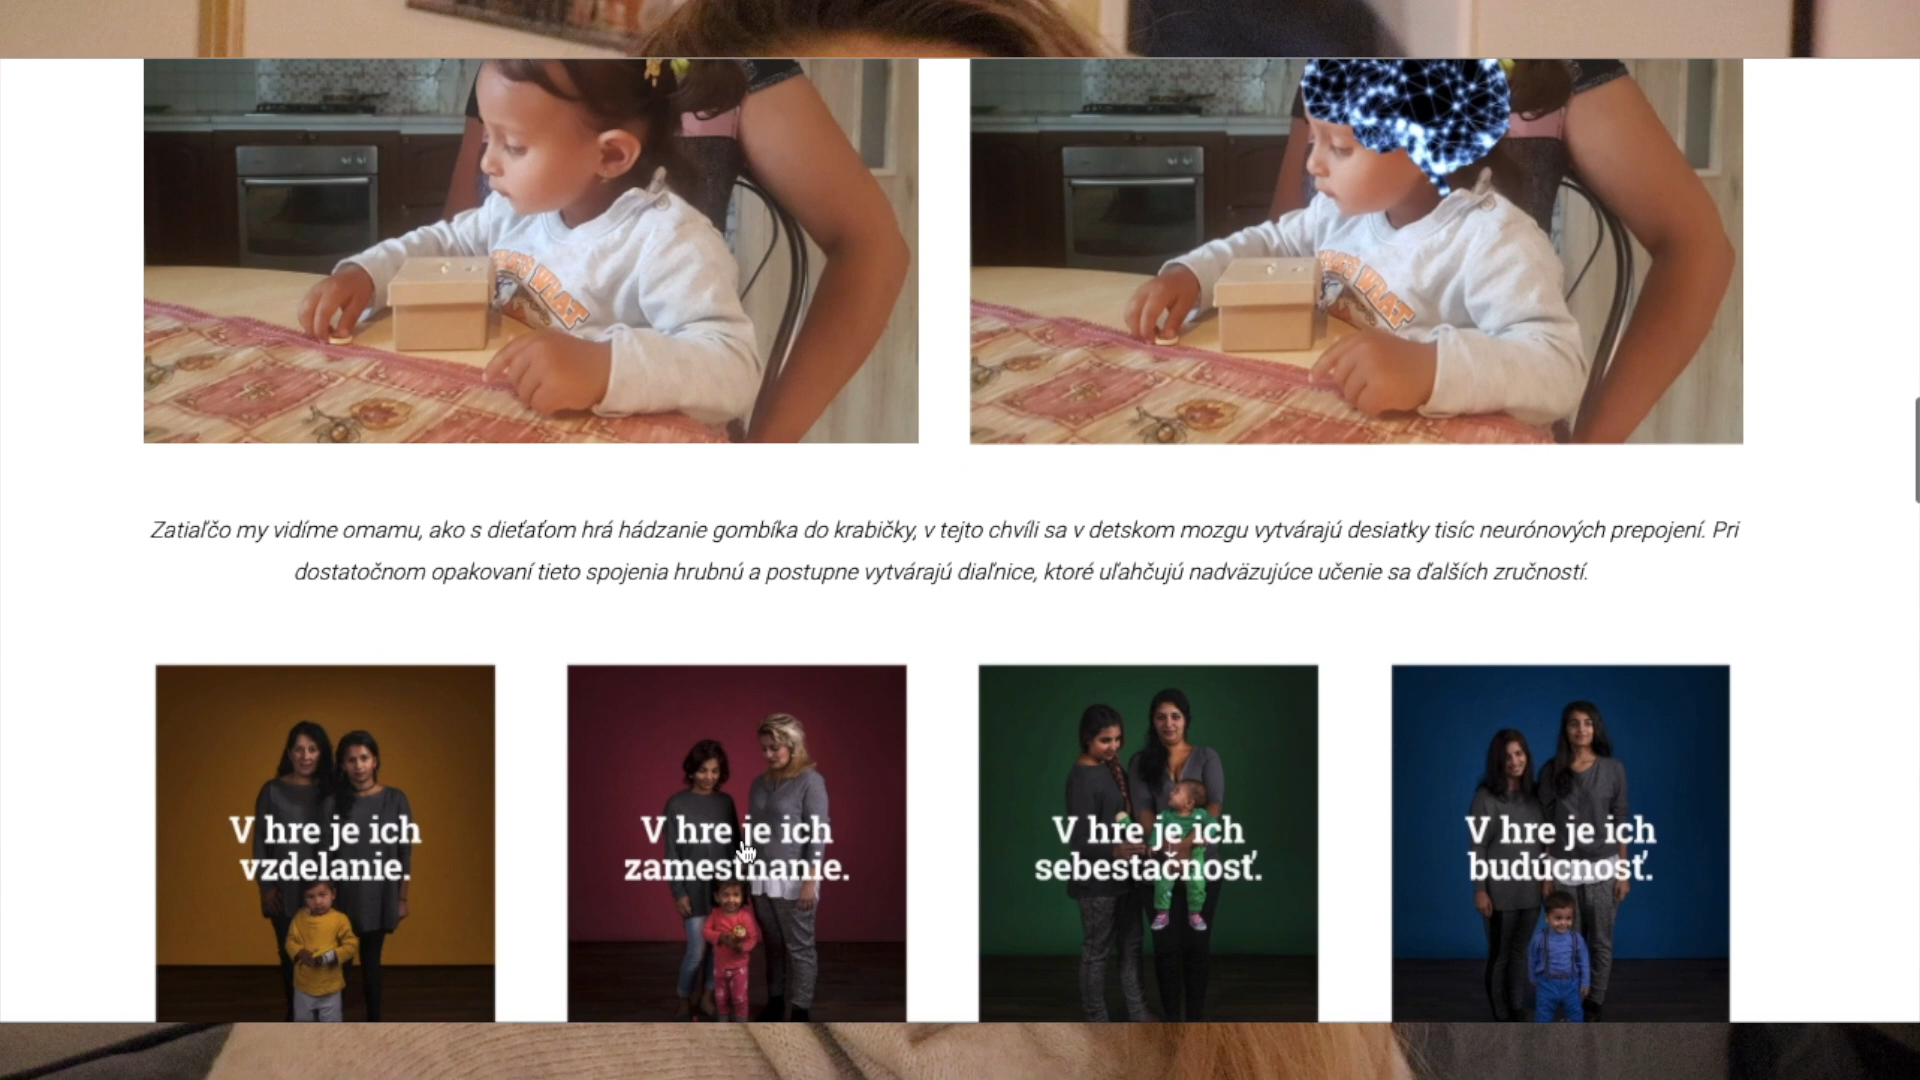 Zatiaľčo my vidíme omamu, ako s dieťaťom hrá hádzanie gombíka do krabičky, v tejto chvíli sa v detskom mozgu vytvárajú desiatky tisíc neurónových prepojení. Pri
dostatočnom opakovaní tieto spojenia hrubnú a postupne vytvárajú diaľnice, ktoré uľahčujú nadväzujúce učenie sa ďalších zručností.
V hre je ich
vzdelanie.
V hre je ich
zamestnanie.
V hre je ich
sebestačnosť.
V hre je ich
budúcnosť.